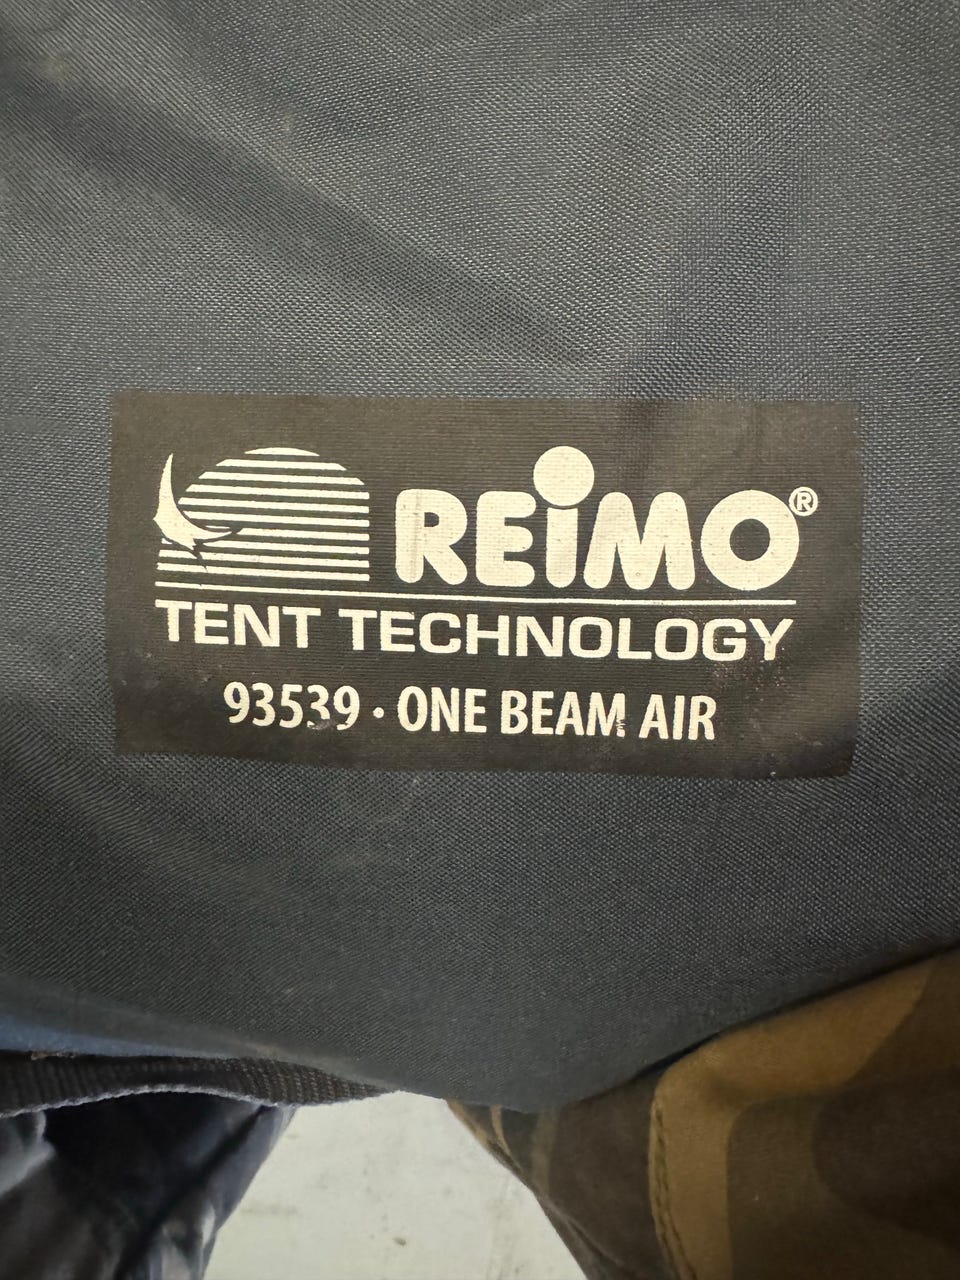 REiMO®
TENT TECHNOLOGY
93539 · ONE BEAM AIR